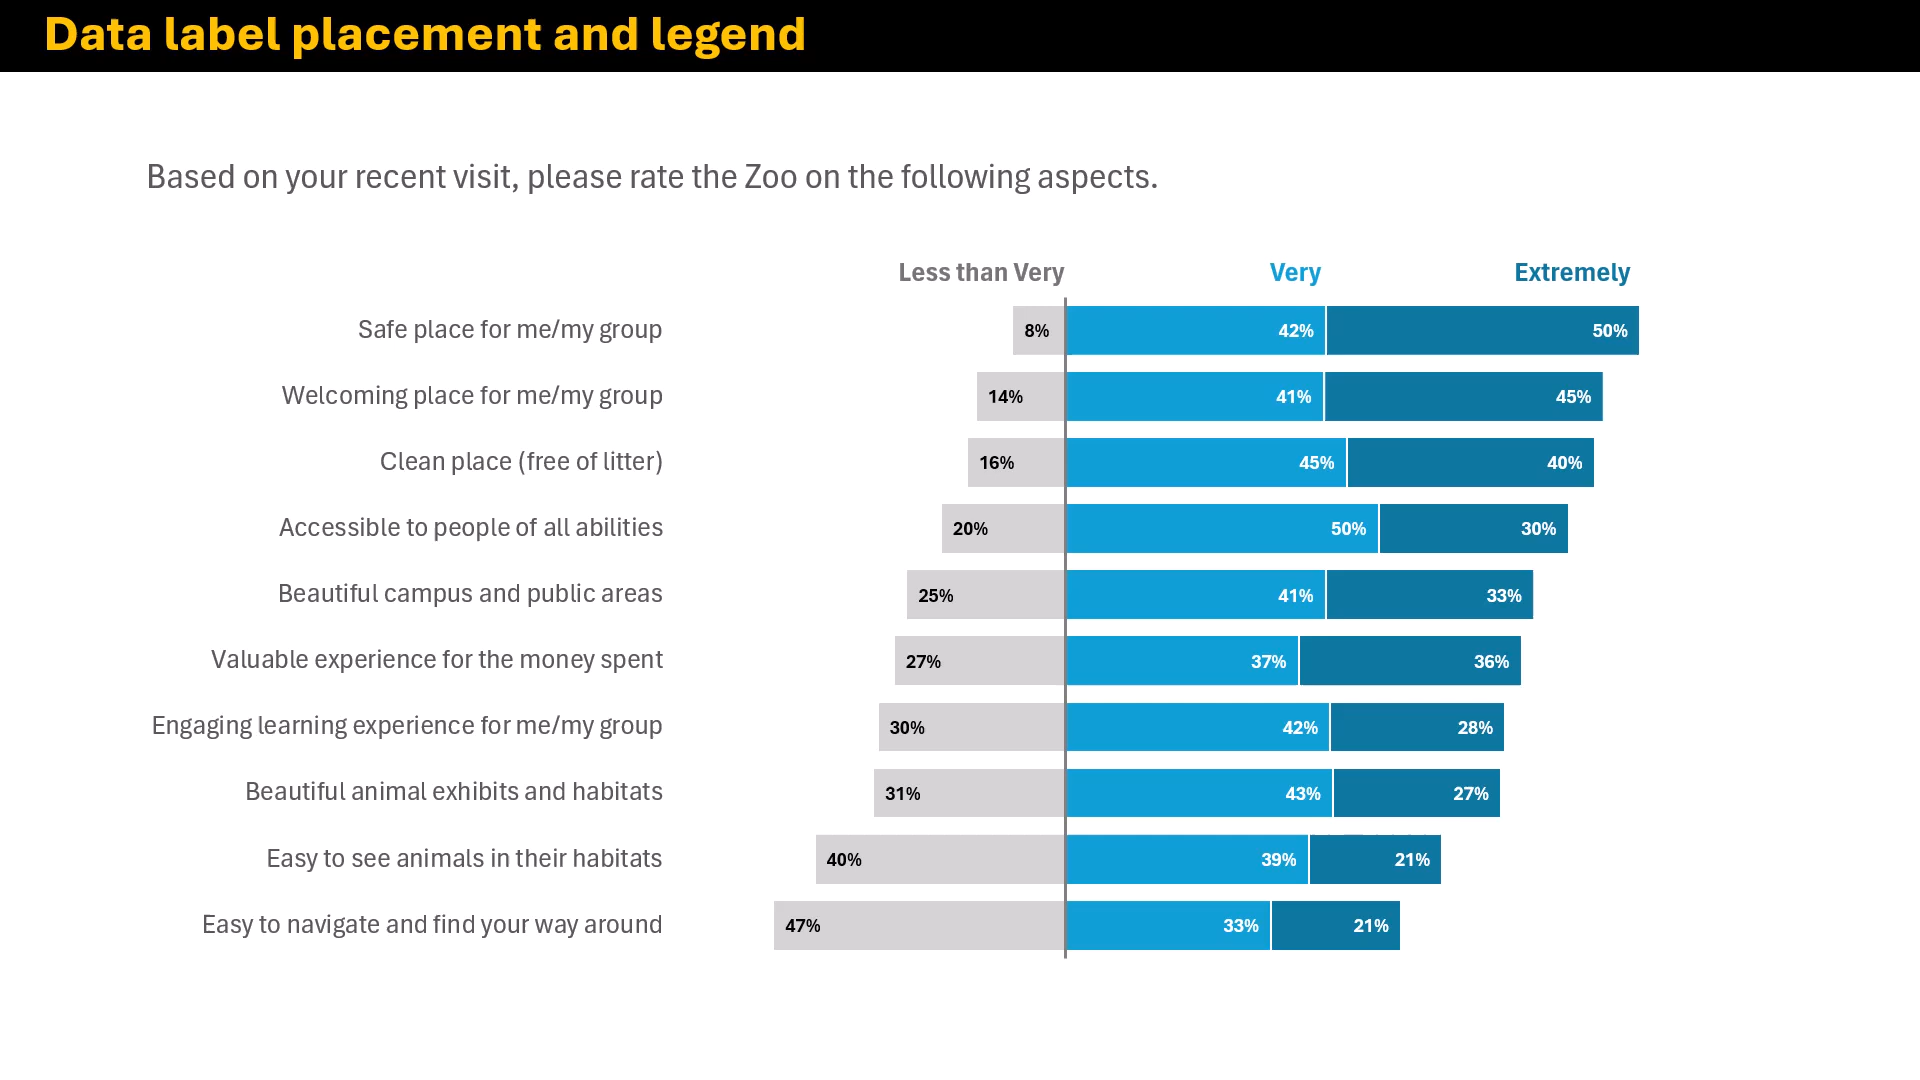 Data label placement and legend
Based on your recent visit, please rate the Zoo on the following aspects.
Less than Very Very Extremely
Safe place for me/my group 8% 42% 50%
Welcoming place for me/my group 14% 41% 45%
Clean place (free of litter) 16% 45% 40%
Accessible to people of all abilities 20% 50% 30%
Beautiful campus and public areas 25% 41% 33%
Valuable experience for the money spent 27% 37% 36%
Engaging learning experience for me/my group 30% 42% 28%
Beautiful animal exhibits and habitats 31% 43% 27%
Easy to see animals in their habitats 40% 39% 21%
Easy to navigate and find your way around 47% 33% 21%